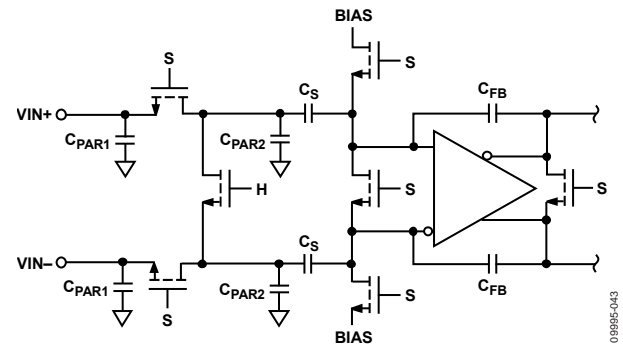 BIAS
S
S
CS
CFB
VIN+
CPAR1
CPAR2
H
S
S
CS
VIN–
CPAR1
CPAR2
S
CFB
S
BIAS
09995-043